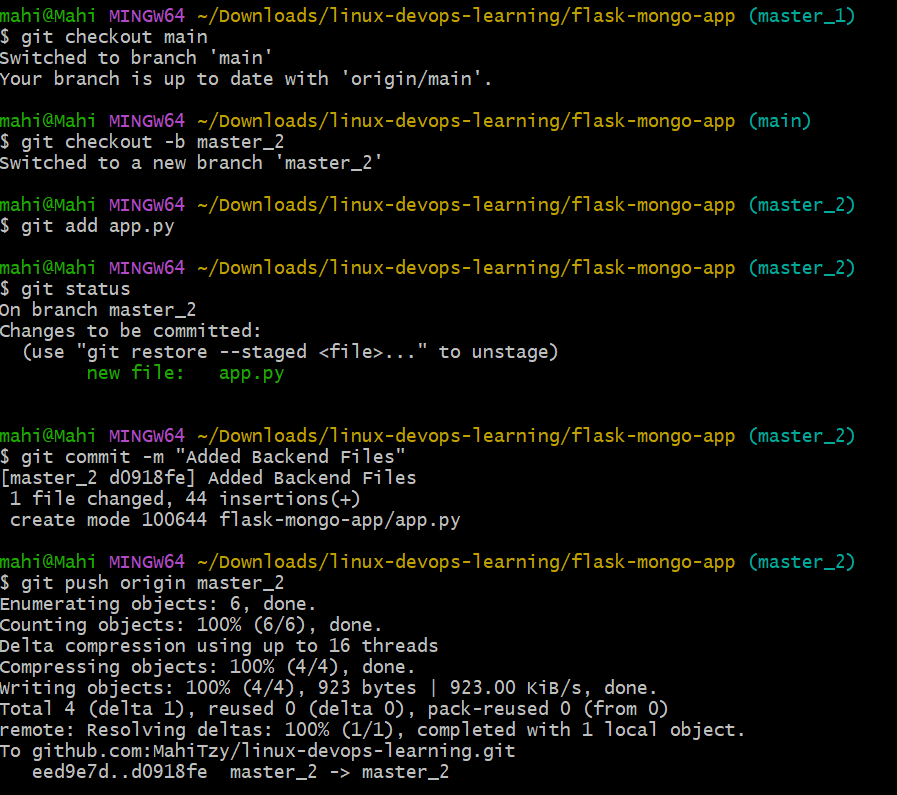 mahi@Mahi MINGW64 ~/Downloads/linux-devops-learning/flask-mongo-app (master_1)
$ git checkout main
Switched to branch 'main'
Your branch is up to date with 'origin/main'.

mahi@Mahi MINGW64 ~/Downloads/linux-devops-learning/flask-mongo-app (main)
$ git checkout -b master_2
Switched to a new branch 'master_2'

mahi@Mahi MINGW64 ~/Downloads/linux-devops-learning/flask-mongo-app (master_2)
$ git add app.py

mahi@Mahi MINGW64 ~/Downloads/linux-devops-learning/flask-mongo-app (master_2)
$ git status
On branch master_2
Changes to be committed:
  (use "git restore --staged <file>..." to unstage)
        new file:   app.py


mahi@Mahi MINGW64 ~/Downloads/linux-devops-learning/flask-mongo-app (master_2)
$ git commit -m "Added Backend Files"
[master_2 d0918fe] Added Backend Files
 1 file changed, 44 insertions(+)
 create mode 100644 flask-mongo-app/app.py

mahi@Mahi MINGW64 ~/Downloads/linux-devops-learning/flask-mongo-app (master_2)
$ git push origin master_2
Enumerating objects: 6, done.
Counting objects: 100% (6/6), done.
Delta compression using up to 16 threads
Compressing objects: 100% (4/4), done.
Writing objects: 100% (4/4), 923 bytes | 923.00 KiB/s, done.
Total 4 (delta 1), reused 0 (delta 0), pack-reused 0 (from 0)
remote: Resolving deltas: 100% (1/1), completed with 1 local object.
To github.com:MahiTzy/linux-devops-learning.git
   eed9e7d..d0918fe  master_2 -> master_2